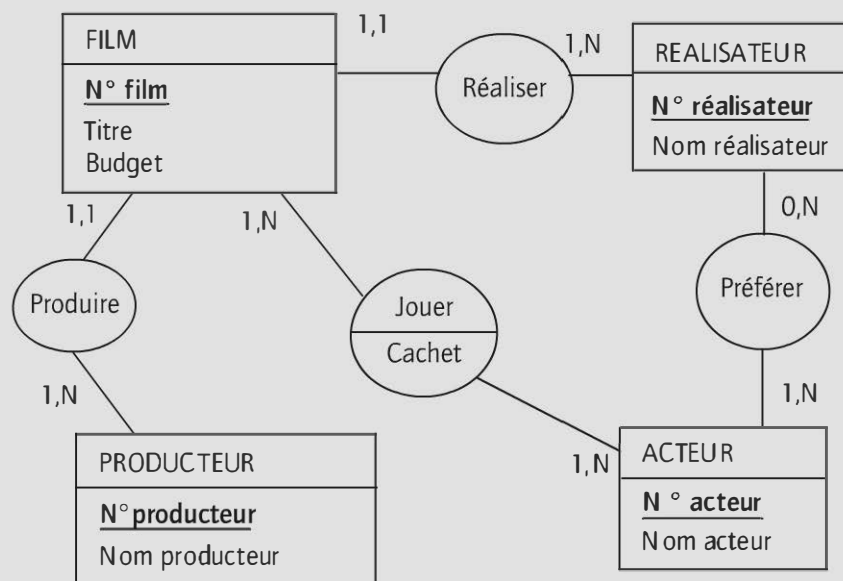 FILM
N° film
Titre
Budget
1,1
Réaliser
1,N
REALISATEUR
N° réalisateur
Nom réalisateur
1,1
1,N
0,N
Produire
Jouer
Cachet
Préférer
1,N
1,N
1,N
PRODUCTEUR
N° producteur
Nom producteur
ACTEUR
N° acteur
Nom acteur